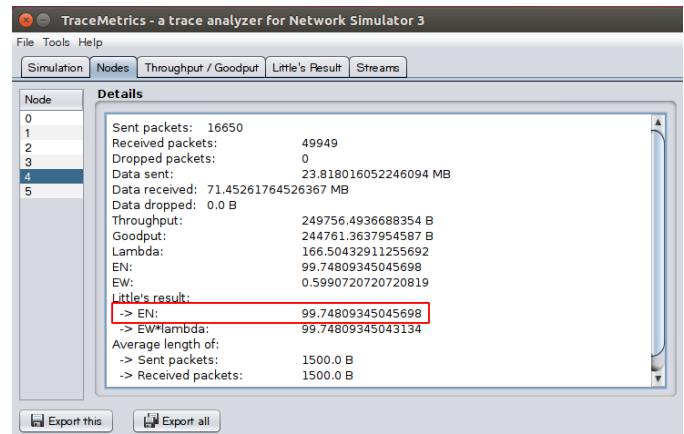 TraceMetrics - a trace analyzer for Network Simulator 3
File Tools Help
Simulation Nodes Throughput / Goodput Little's Result Streams
Node
0
1
2
3
4
5
Details
Sent packets: 16650
Received packets: 49949
Dropped packets: 0
Data sent: 23.818016052246094 MB
Data received: 71.45261764526367 MB
Data dropped: 0.0 B
Throughput: 249756.4936688354 B
Goodput: 244761.3637954587 B
Lambda: 166.50432911255692
EN: 99.74809345045698
EW: 0.5990720720720819
Little's result:
-> EN: 99.74809345045698
-> EW*lambda: 99.74809345043134
Average length of:
-> Sent packets: 1500.0 B
-> Received packets: 1500.0 B
Export this Export all